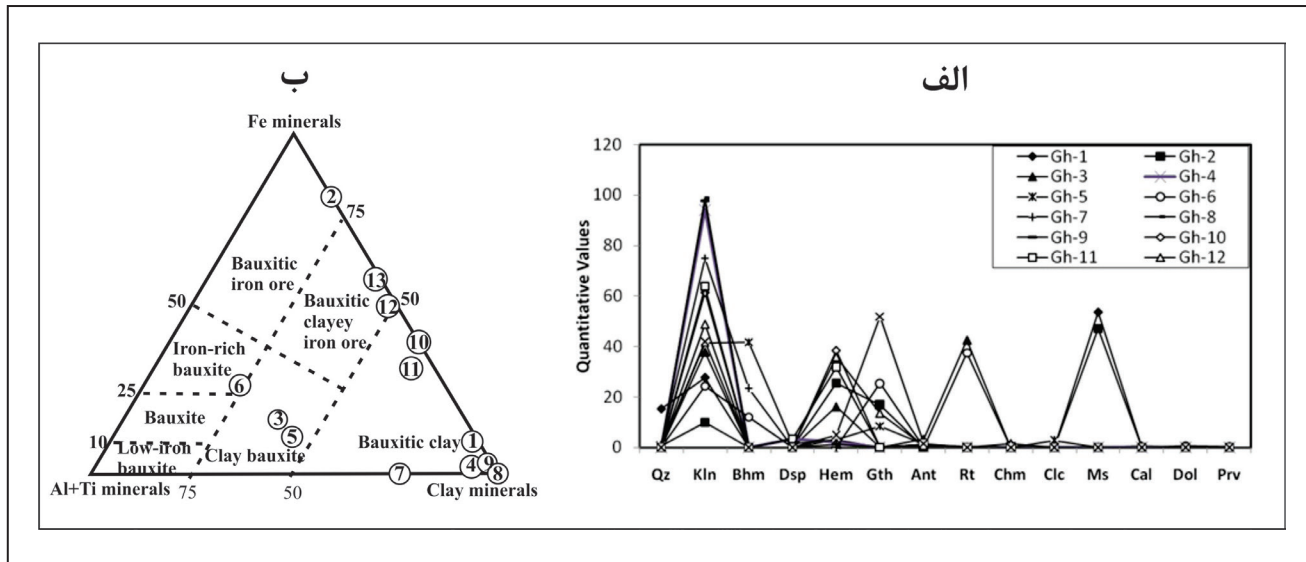 ب
Fe minerals
2
75
Bauxitic
iron ore
13
50
Bauxitic
clayey
iron ore
12
50
10
Iron-rich
bauxite
11
25
6
Bauxite
3
5
10
Low-iron
bauxite
Clay bauxite
Bauxitic clay
1
4
9
7
8
Al+Ti minerals
75
50
Clay minerals
الف
120
100
80
60
40
20
0
Quantitative Values
Gh-1
Gh-2
Gh-3
Gh-4
Gh-5
Gh-6
Gh-7
Gh-8
Gh-9
Gh-10
Gh-11
Gh-12
Qz Kln Bhm Dsp Hem Gth Ant Rt Chm Clc Ms Cal Dol Prv